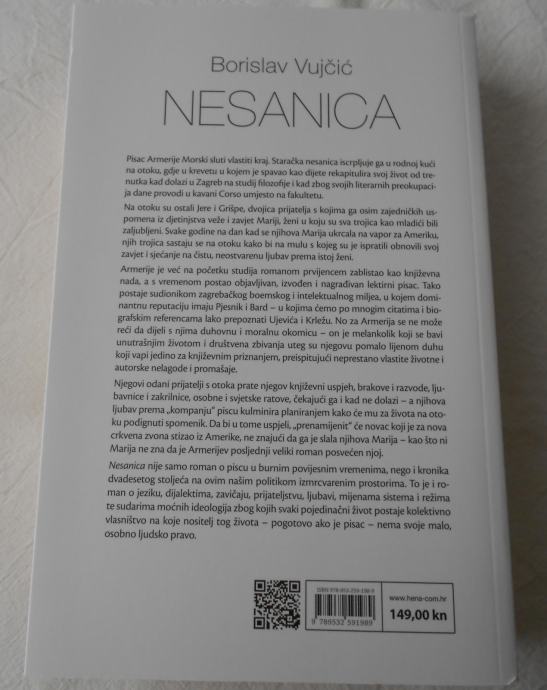 Borislav Vujčić
NESANICA
Pisac Armerije Morski sluti vlastiti kraj. Staračka nesanica iscrpljuje ga u rodnoj kući
na otoku, gdje u krevetu u kojem je spavao kao dijete rekapitulira svoj život od tre-
nutka kad dolazi u Zagreb na studij filozofije i kad zbog svojih literarnih preokupaci-
ja dane provodi u kavani Corso umjesto na fakultetu.
Na otoku su ostali Jere i Grišpe, dvojica prijatelja s kojima ga osim zajedničkih us-
pomena iz djetinjstva veže i zavjet Mariji, ženi u koju su sva trojica kao mladići bili
zaljubljeni. Svake godine na dan kad se njihova Marija ukrcala na vapor za Ameriku,
njih trojica sastaju se na otoku kako bi na mulu s kojeg su je ispratili obnovili svoj
zavjet i sjećanje na čistu, neostvarenu ljubav prema istoj ženi.
Armerije je već na početku studija romanom prvijencem zablistao kao književna
nada, a s vremenom postao objavljivan, izvođen i nagrađivan lektirni pisac. Tako
postaje sudionikom zagrebačkog boemskog i intelektualnog miljea, u kojem domi-
nantnu reputaciju imaju Pjesnik i Bard – u kojima ćemo po mnogim citatima i bio-
grafskim referencama lako prepoznati Ujevića i Krležu. No za Armerija se ne može
reći da dijeli s njima duhovnu i moralnu okomicu – on je melankolik kojij se bavi
unutrašnjim životom i društvena zbivanja uteg su njegovu pomalo lijenom duhu
koji vapi jedino za književnim priznanjem, preispitujući neprestano vlastite životne i
autorske nelagode i promašaje.
Njegovi odani prijatelji s otoka prate njegov književni uspjeh, brakove i razvode, lju-
bavnice i zakrilnice, osobne i svjetske ratove, čekajući ga i kad ne dolazi – a njihova
ljubav prema „kompanju” piscu kulminira planiranjem kako će mu za života na oto-
ku podignuti spomenik. Da bi u tome uspjeli, „prenamijenit” će novac koji je za nova
crkvena zvona stizao iz Amerike, ne znajući da ga je slala njihova Marija – kao što ni
Marija ne zna da je Armerijev posljednji veliki roman posvećen njoj.
Nesanica nije samo roman o piscu u burnim povijesnim vremenima, nego i kronika
dvadesetog stoljeća na ovim našim politikom izmrcvarenim prostorima. To je i ro-
man o jeziku, dijalektima, zavičaju, prijateljstvu, ljubavi, mijenama sistema i režima
te sudarima moćnih ideologija zbog kojih svaki pojedinačni život postaje kolektivno
vlasništvo na koje nositelj tog života – pogotovo ako je pisac – nema svoje malo,
osobno ljudsko pravo.
ISBN 978-953-259-198-9
9 789532 591989
www.hena-com.hr
149,00 kn